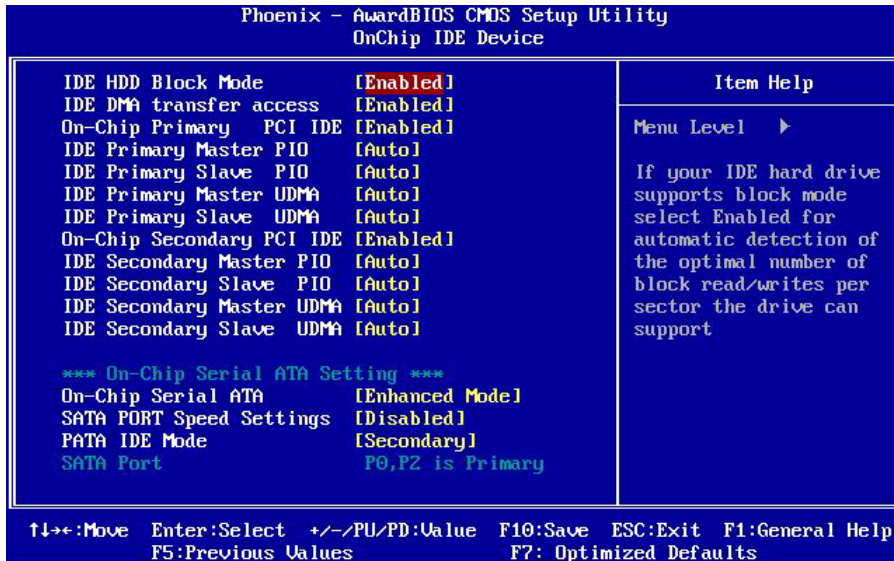 Phoenix - AwardBIOS CMOS Setup Utility
OnChip IDE Device
IDE HDD Block Mode [Enabled]
IDE DMA transfer access [Enabled]
On-Chip Primary PCI IDE [Enabled]
IDE Primary Master PIO [Auto]
IDE Primary Slave PIO [Auto]
IDE Primary Master UDMA [Auto]
IDE Primary Slave UDMA [Auto]
On-Chip Secondary PCI IDE [Enabled]
IDE Secondary Master PIO [Auto]
IDE Secondary Slave PIO [Auto]
IDE Secondary Master UDMA [Auto]
IDE Secondary Slave UDMA [Auto]
*** On-Chip Serial ATA Setting ***
On-Chip Serial ATA [Enhanced Mode]
SATA PORT Speed Settings [Disabled]
PATA IDE Mode [Secondary]
SATA Port P0,P2 is Primary
Item Help
Menu Level ▶
If your IDE hard drive
supports block mode
select Enabled for
automatic detection of
the optimal number of
block read/writes per
sector the drive can
support
↑↓→←:Move Enter:Select +/-/PU/PD:Value F10:Save ESC:Exit F1:General Help
F5:Previous Values F7: Optimized Defaults